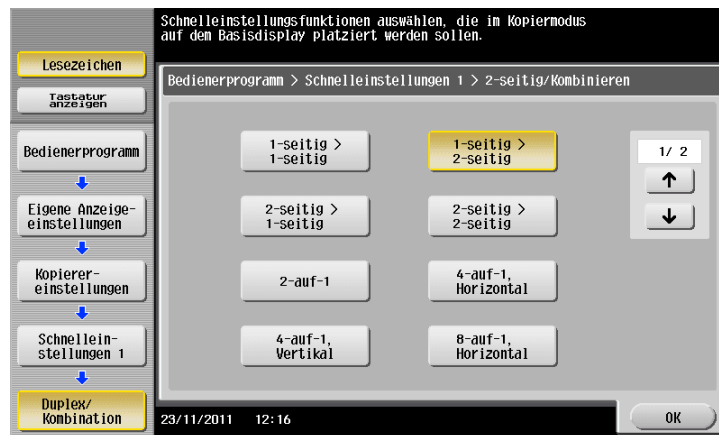 Schnelleinstellungsfunktionen auswählen, die im Kopiermodus
auf dem Basisdisplay platziert werden sollen.
Lesezeichen
Tastatur
anzeigen
Bedienerprogramm
Eigene Anzeige-
einstellungen
Kopierer-
einstellungen
Schnellein-
stellungen 1
Duplex/
Kombination
Bedienerprogramm > Schnelleinstellungen 1 > 2-seitig/Kombinieren
1-seitig >
1-seitig
1-seitig >
2-seitig
1/ 2
2-seitig >
1-seitig
2-seitig >
2-seitig
2-auf-1
4-auf-1,
Horizontal
4-auf-1,
Vertikal
8-auf-1,
Horizontal
23/11/2011 12:16
OK